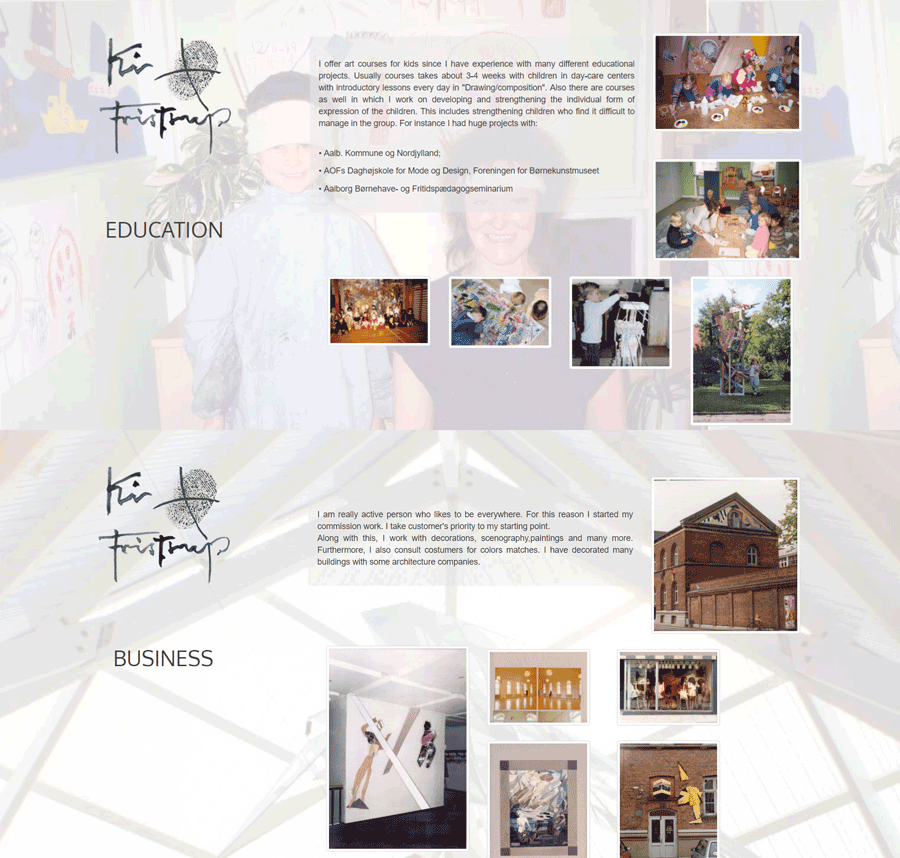 Kirt
Fristrup
I offer art courses for kids since I have experience with many different educational
projects. Usually courses takes about 3-4 weeks with children in day-care centers
with introductory lessons every day in "Drawing/composition". Also there are courses
as well in which I work on developing and strengthening the individual form of
expression of the children. This includes strengthening children who find it difficult to
manage in the group. For instance I had huge projects with:
• Aalb. Kommune og Nordjylland;
• AOFs Daghøjskole for Mode og Design, Foreningen for Børnekunstmuseet
• Aalborg Børnehave- og Fritidspædagogseminarium
EDUCATION
Kirt
Fristrup
I am really active person who likes to be everywhere. For this reason I started my
commission work. I take customer's priority to my starting point.
Along with this, I work with decorations, scenography,paintings and many more.
Furthermore, I also consult costumers for colors matches. I have decorated many
buildings with some architecture companies.
BUSINESS